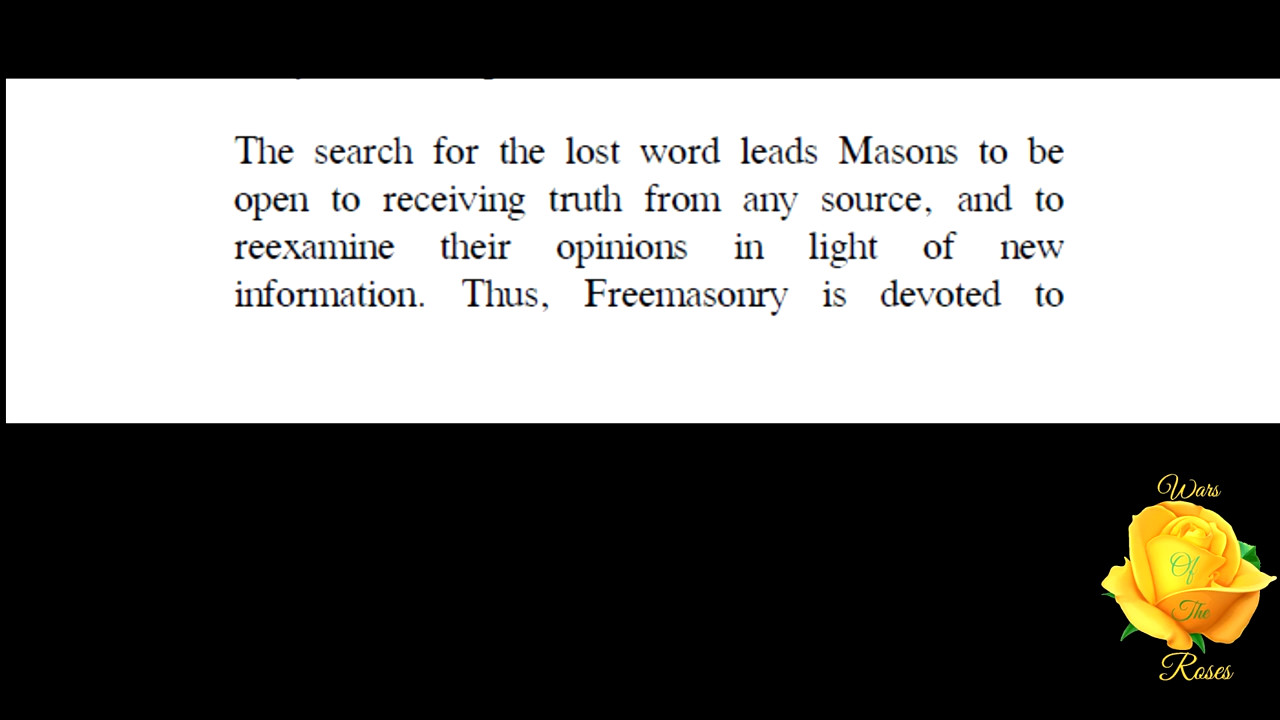 The search for the lost word leads Masons to be
open to receiving truth from any source, and to
reexamine their opinions in light of new
information. Thus, Freemasonry is devoted to
Wars
Of
The
Roses